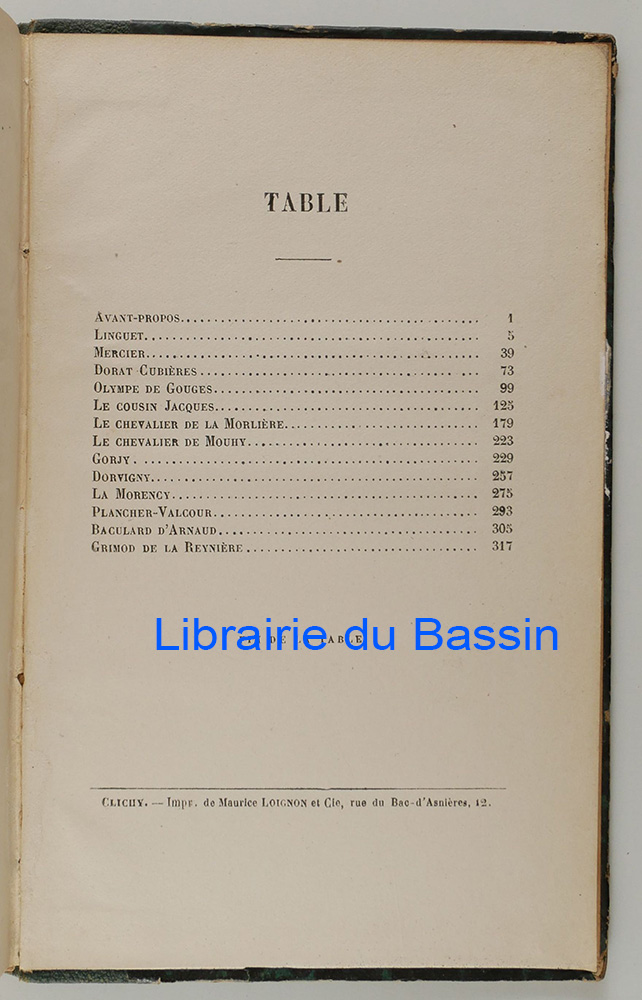 TABLE
AVANT-PROPOS 1
LINGUET 5
MERCIER 39
DORAT CUBIÈRES 73
OLYMPE DE GOUGES 99
LE COUSIN JACQUES 125
LE CHEVALIER DE LA MORLIÈRE 179
LE CHEVALIER DE MOUHY 223
GORJY 229
DORVIGNY 257
LA MORENCY 275
PLANCHER-VALCOUR 293
BACULARD D'ARNAUD 305
GRIMOD DE LA REYNIÈRE 317
DE TABLE
Librairie du Bassin
CLICHY. — Impr. de Maurice LOIGNON et Cie, rue du Bac-d'Asnières, 12.